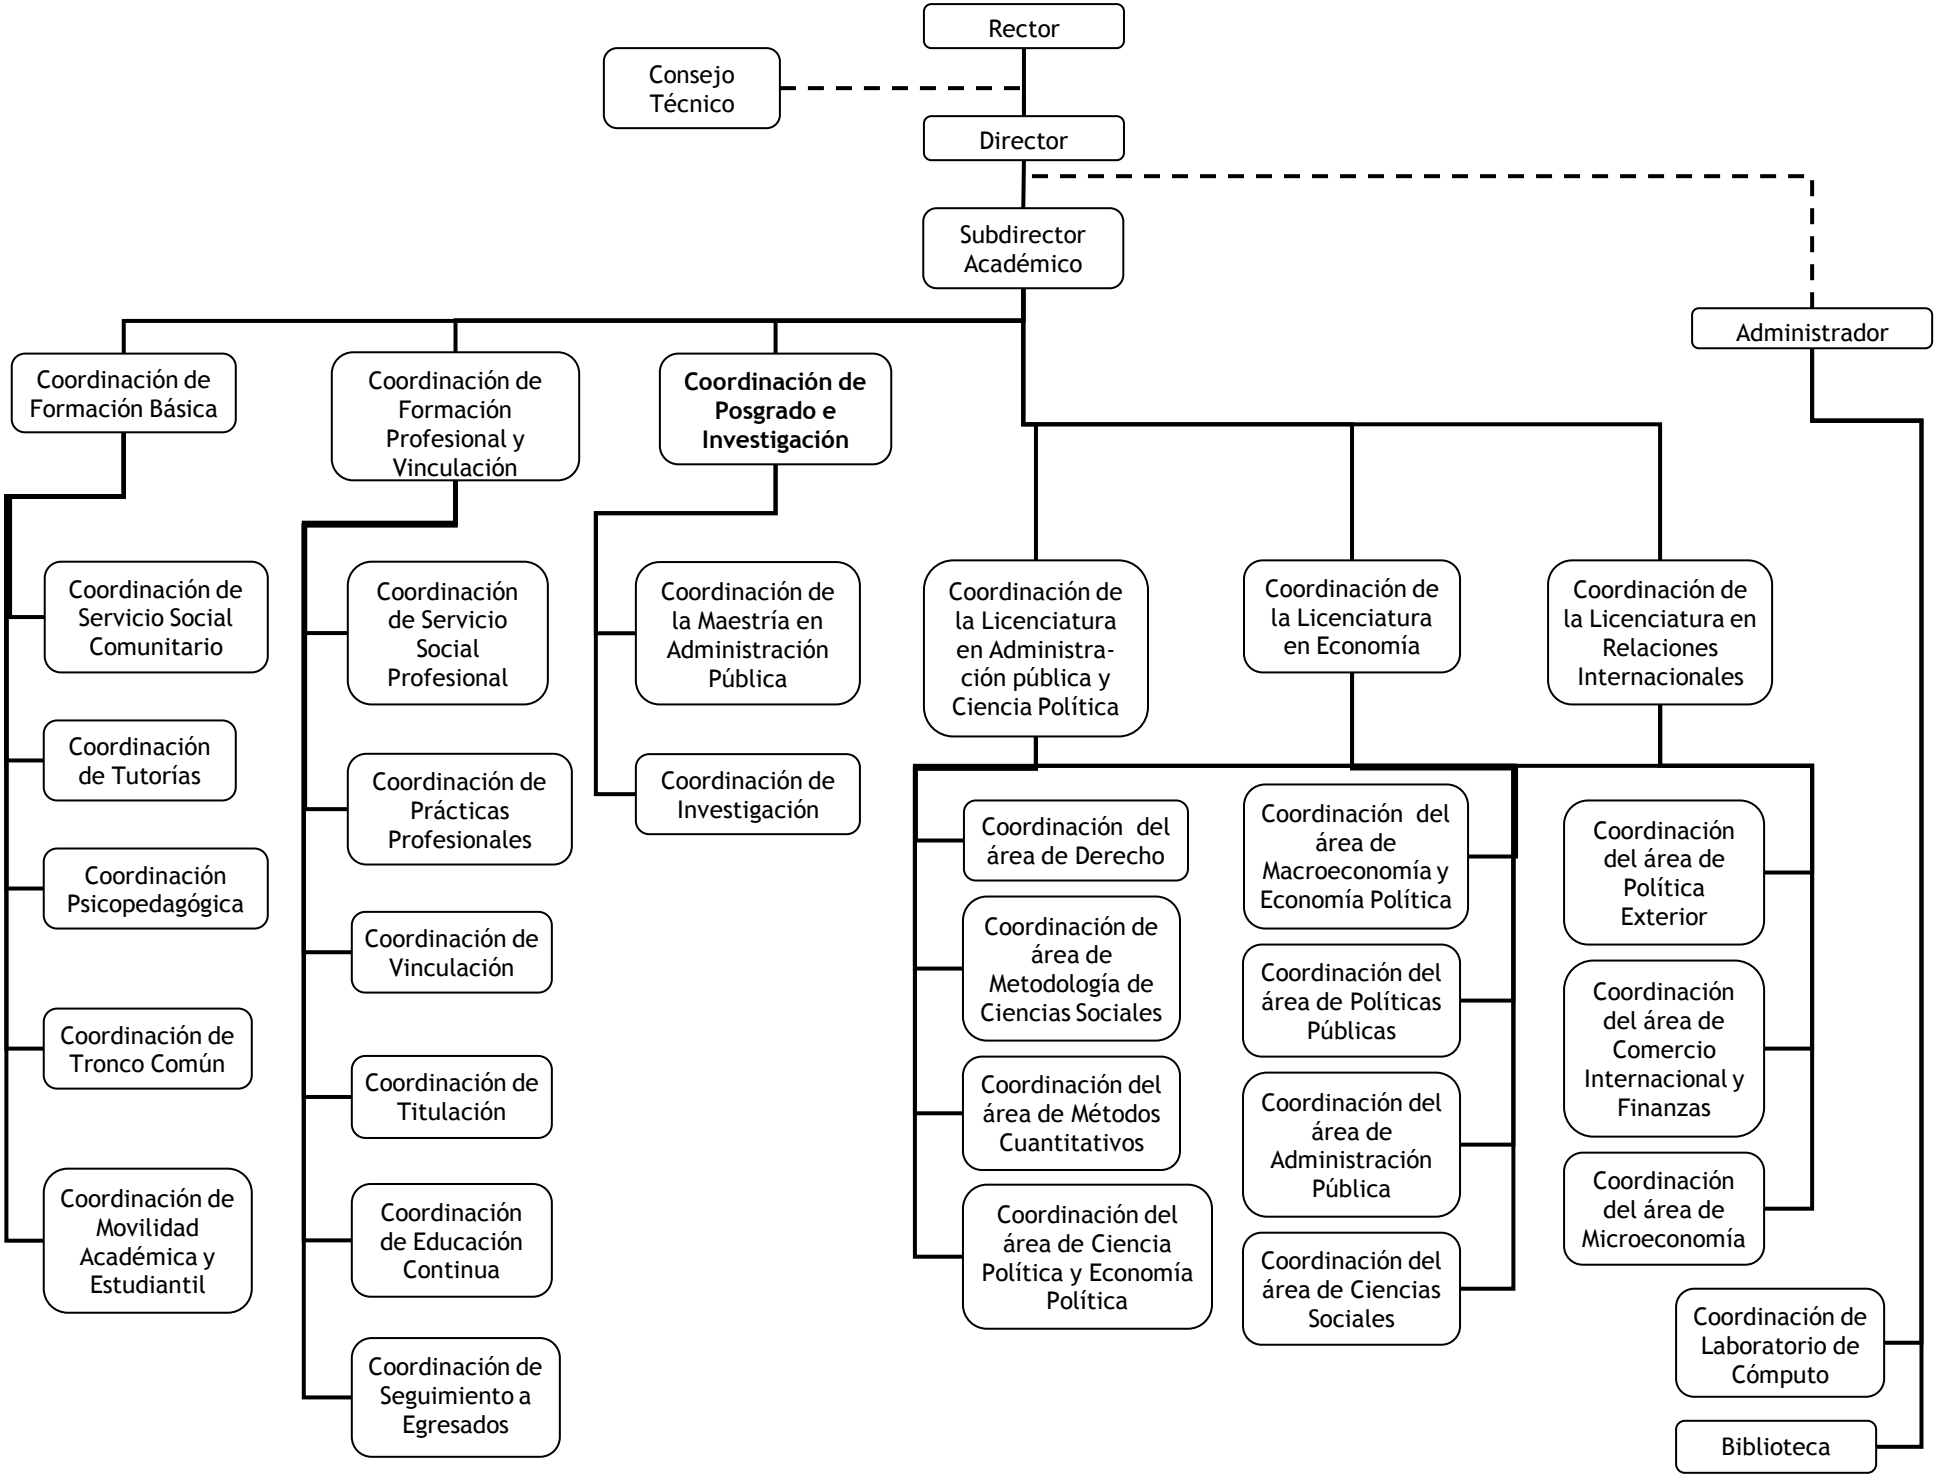 Rector
Consejo
Técnico
Director
Subdirector
Académico
Administrador
Coordinación de
Formación Básica
Coordinación de
Formación
Profesional y
Vinculación
Coordinación de
Posgrado e
Investigación
Coordinación de
Servicio Social
Comunitario
Coordinación
de Tutorías
Coordinación
Psicopedagógica
Coordinación de
Tronco Común
Coordinación de
Movilidad
Académica y
Estudiantil
Coordinación
de Servicio
Social
Profesional
Coordinación de
Prácticas
Profesionales
Coordinación de
Vinculación
Coordinación de
Titulación
Coordinación
de Educación
Continua
Coordinación de
Seguimiento a
Egresados
Coordinación de
la Maestría en
Administración
Pública
Coordinación de
Investigación
Coordinación de
la Licenciatura
en Administra-
ción pública y
Ciencia Política
Coordinación de
la Licenciatura
en Economía
Coordinación de
la Licenciatura en
Relaciones
Internacionales
Coordinación del
área de Derecho
Coordinación de
área de
Metodología de
Ciencias Sociales
Coordinación del
área de Métodos
Cuantitativos
Coordinación del
área de Ciencia
Política y Economía
Política
Coordinación del
área de
Macroeconomía y
Economía Política
Coordinación del
área de Políticas
Públicas
Coordinación del
área de
Administración
Pública
Coordinación del
área de Ciencias
Sociales
Coordinación
del área de
Política
Exterior
Coordinación
del área de
Comercio
Internacional y
Finanzas
Coordinación
del área de
Microeconomía
Coordinación de
Laboratorio de
Cómputo
Biblioteca